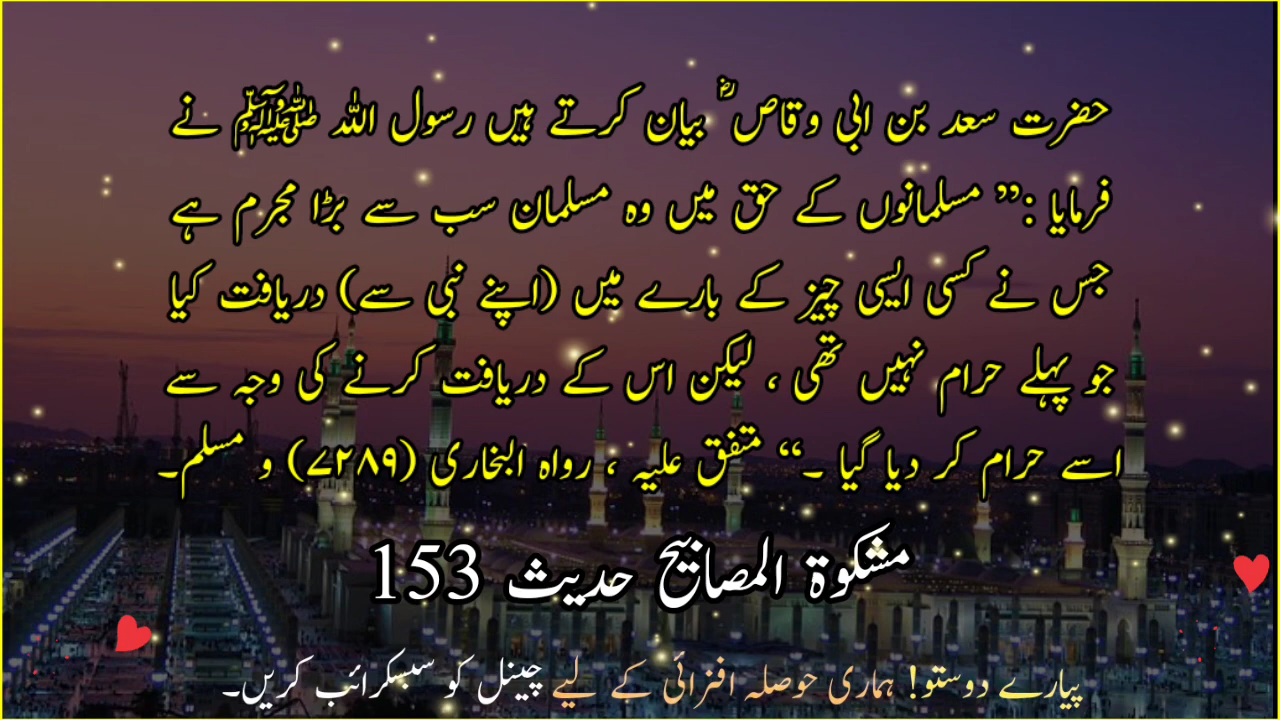 حضرت سعد بن ابی وقاص ؓ بیان کرتے ہیں رسول اللہ ﷺ نے
فرمایا :’’ مسلمانوں کے حق میں وہ مسلمان سب سے بڑا مجرم ہے
جس نے کسی ایسی چیز کے بارے میں (اپنے نبی سے) دریافت کیا
جو پہلے حرام نہیں تھی ، لیکن اس کے دریافت کرنے کی وجہ سے
اسے حرام کر دیا گیا ۔‘‘ متفق علیہ ، رواہ البخاری (۷۲۸۹) و مسلم۔
مشکوۃ المصابیح حدیث 153
پیارے دوستو! ہماری حوصلہ افزائی کے لیے چینل کو سبسکرائب کریں۔